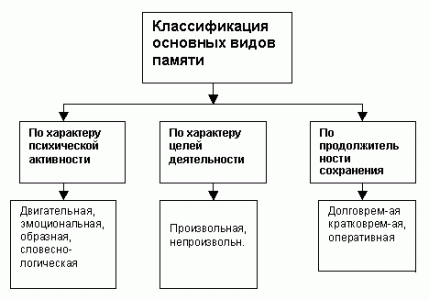 Классификация
основных видов
памяти
По характеру
психической
активности
По характеру
целей
деятельности
По
продолжитель
ности
сохранения
Двигательная,
эмоциональная,
образная,
словесно-
логическая
Произвольная,
непроизвольн.
Долговрем-ая
кратковрем-ая,
оперативная